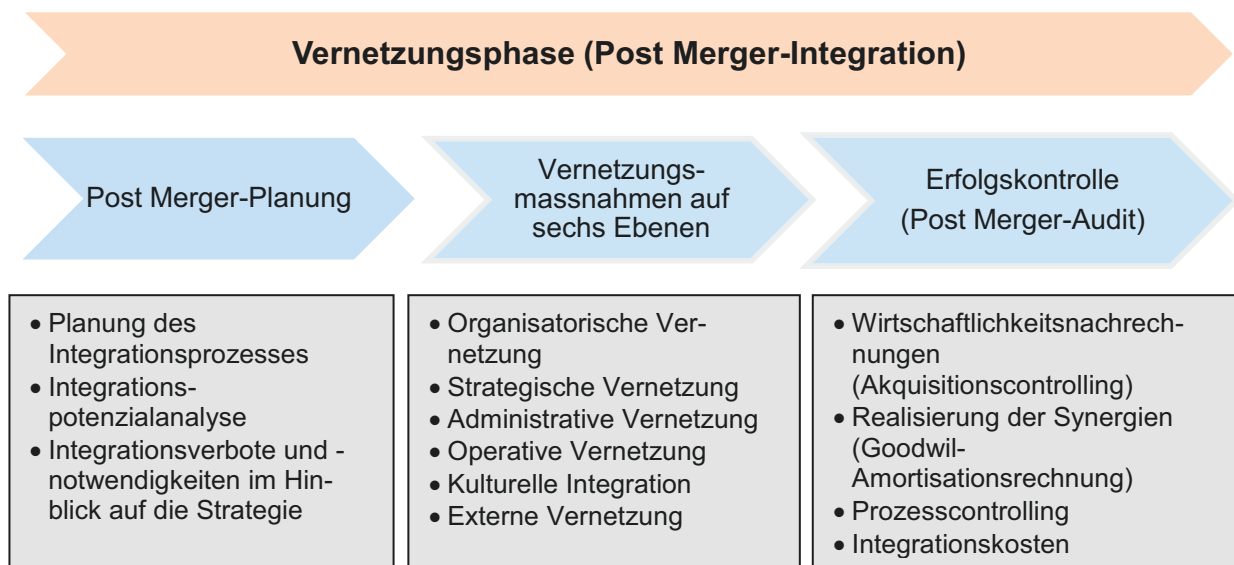 Vernetzungsphase (Post Merger-Integration)
Post Merger-Planung
Vernetzungs-
massnahmen auf
sechs Ebenen
Erfolgskontrolle
(Post Merger-Audit)
• Planung des
Integrationsprozesses
• Integrations-
potenzialanalyse
• Integrationsverbote und -
notwendigkeiten im Hin-
blick auf die Strategie
• Organisatorische Ver-
netzung
• Strategische Vernetzung
• Administrative Vernetzung
• Operative Vernetzung
• Kulturelle Integration
• Externe Vernetzung
• Wirtschaftlichkeitsnachrech-
nungen
(Akquisitionscontrolling)
• Realisierung der Synergien
(Goodwil-
Amortisationsrechnung)
• Prozesscontrolling
• Integrationskosten